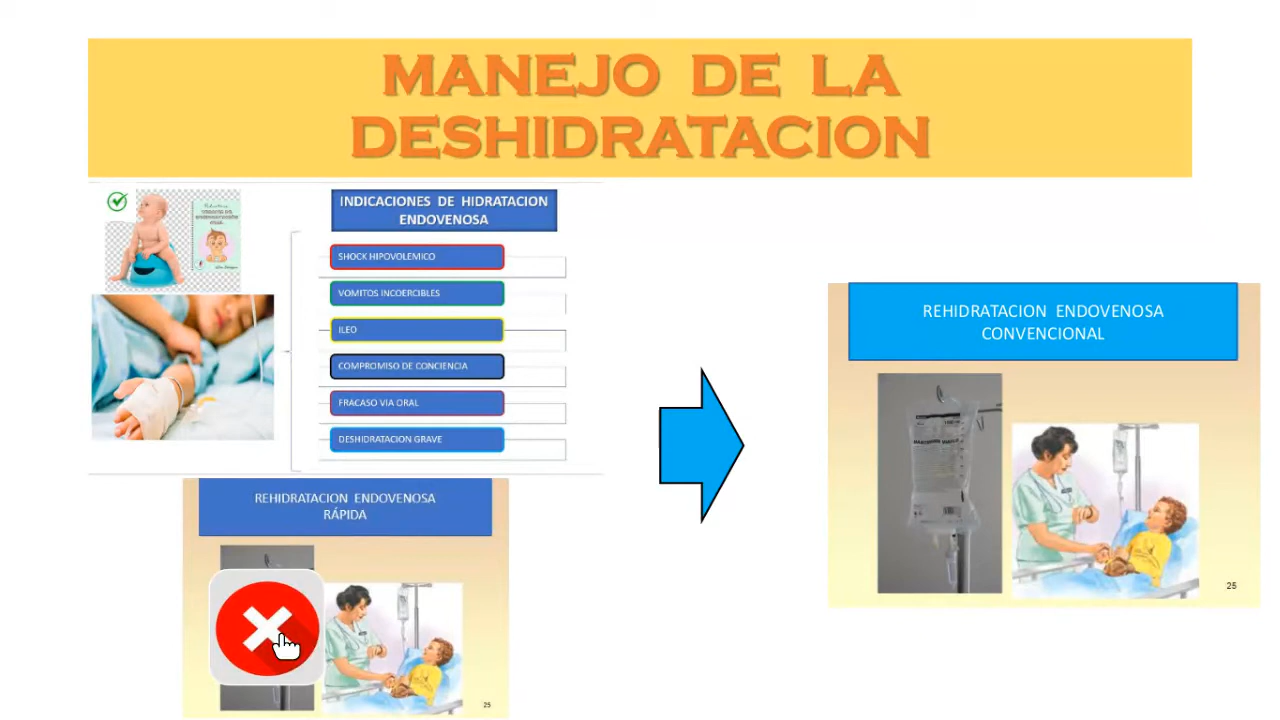 MANEJO DE LA
DESHIDRATACION
INDICACIONES DE HIDRATACION
ENDOVENOSA
SHOCK HIPOVOLEMICO
VOMITOS INCOERCIBLES
ILEO
COMPROMISO DE CONCIENCIA
FRACASO VIA ORAL
DESHIDRATACION GRAVE
REHIDRATACION ENDOVENOSA
RÁPIDA
25
REHIDRATACION ENDOVENOSA
CONVENCIONAL
25